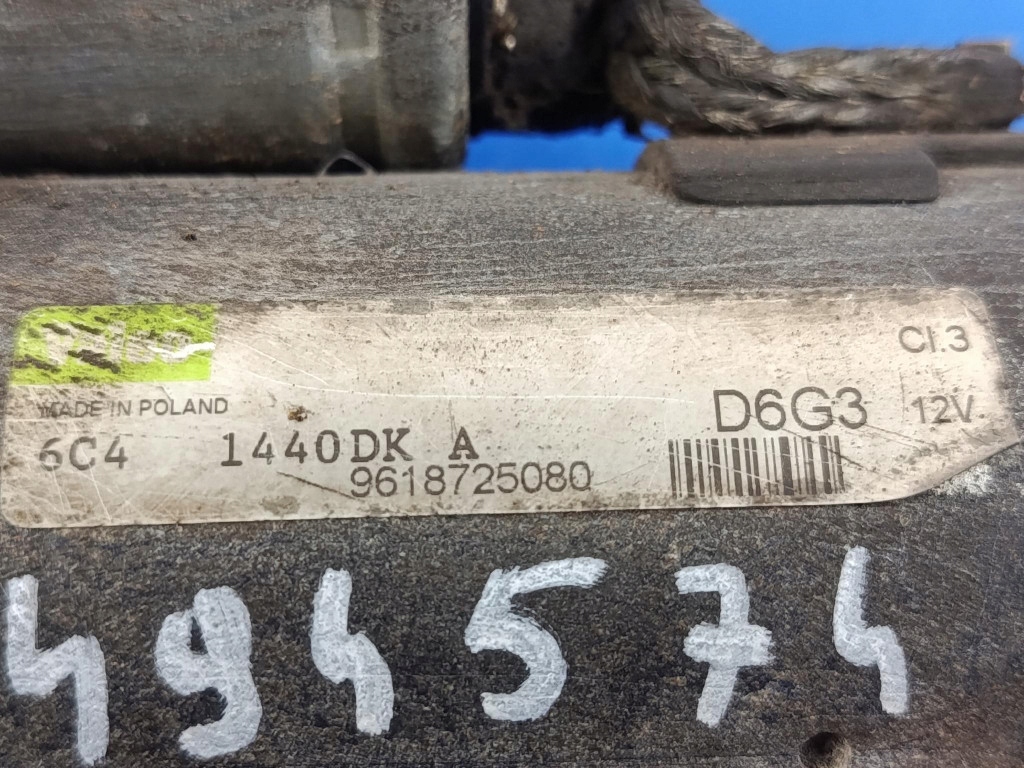 Cl.3
MADE IN POLAND
D6G3
12V
6C4 1440DK A
9618725080
494574